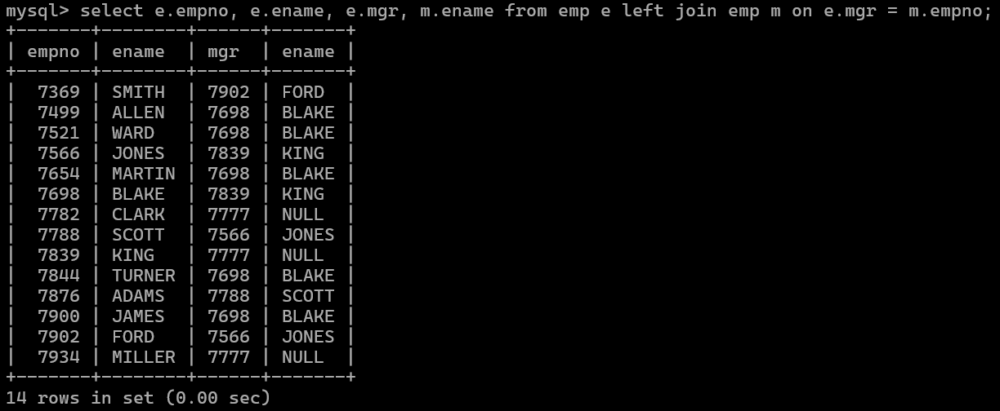 mysql> select e.empno, e.ename, e.mgr, m.ename from emp e left join emp m on e.mgr = m.empno;
+-------+--------+------+-------+
| empno | ename  | mgr  | ename |
+-------+--------+------+-------+
|  7369 | SMITH  | 7902 | FORD  |
|  7499 | ALLEN  | 7698 | BLAKE |
|  7521 | WARD   | 7698 | BLAKE |
|  7566 | JONES  | 7839 | KING  |
|  7654 | MARTIN | 7698 | BLAKE |
|  7698 | BLAKE  | 7839 | KING  |
|  7782 | CLARK  | 7777 | NULL  |
|  7788 | SCOTT  | 7566 | JONES |
|  7839 | KING   | 7777 | NULL  |
|  7844 | TURNER | 7698 | BLAKE |
|  7876 | ADAMS  | 7788 | SCOTT |
|  7900 | JAMES  | 7698 | BLAKE |
|  7902 | FORD   | 7566 | JONES |
|  7934 | MILLER | 7777 | NULL  |
+-------+--------+------+-------+
14 rows in set (0.00 sec)